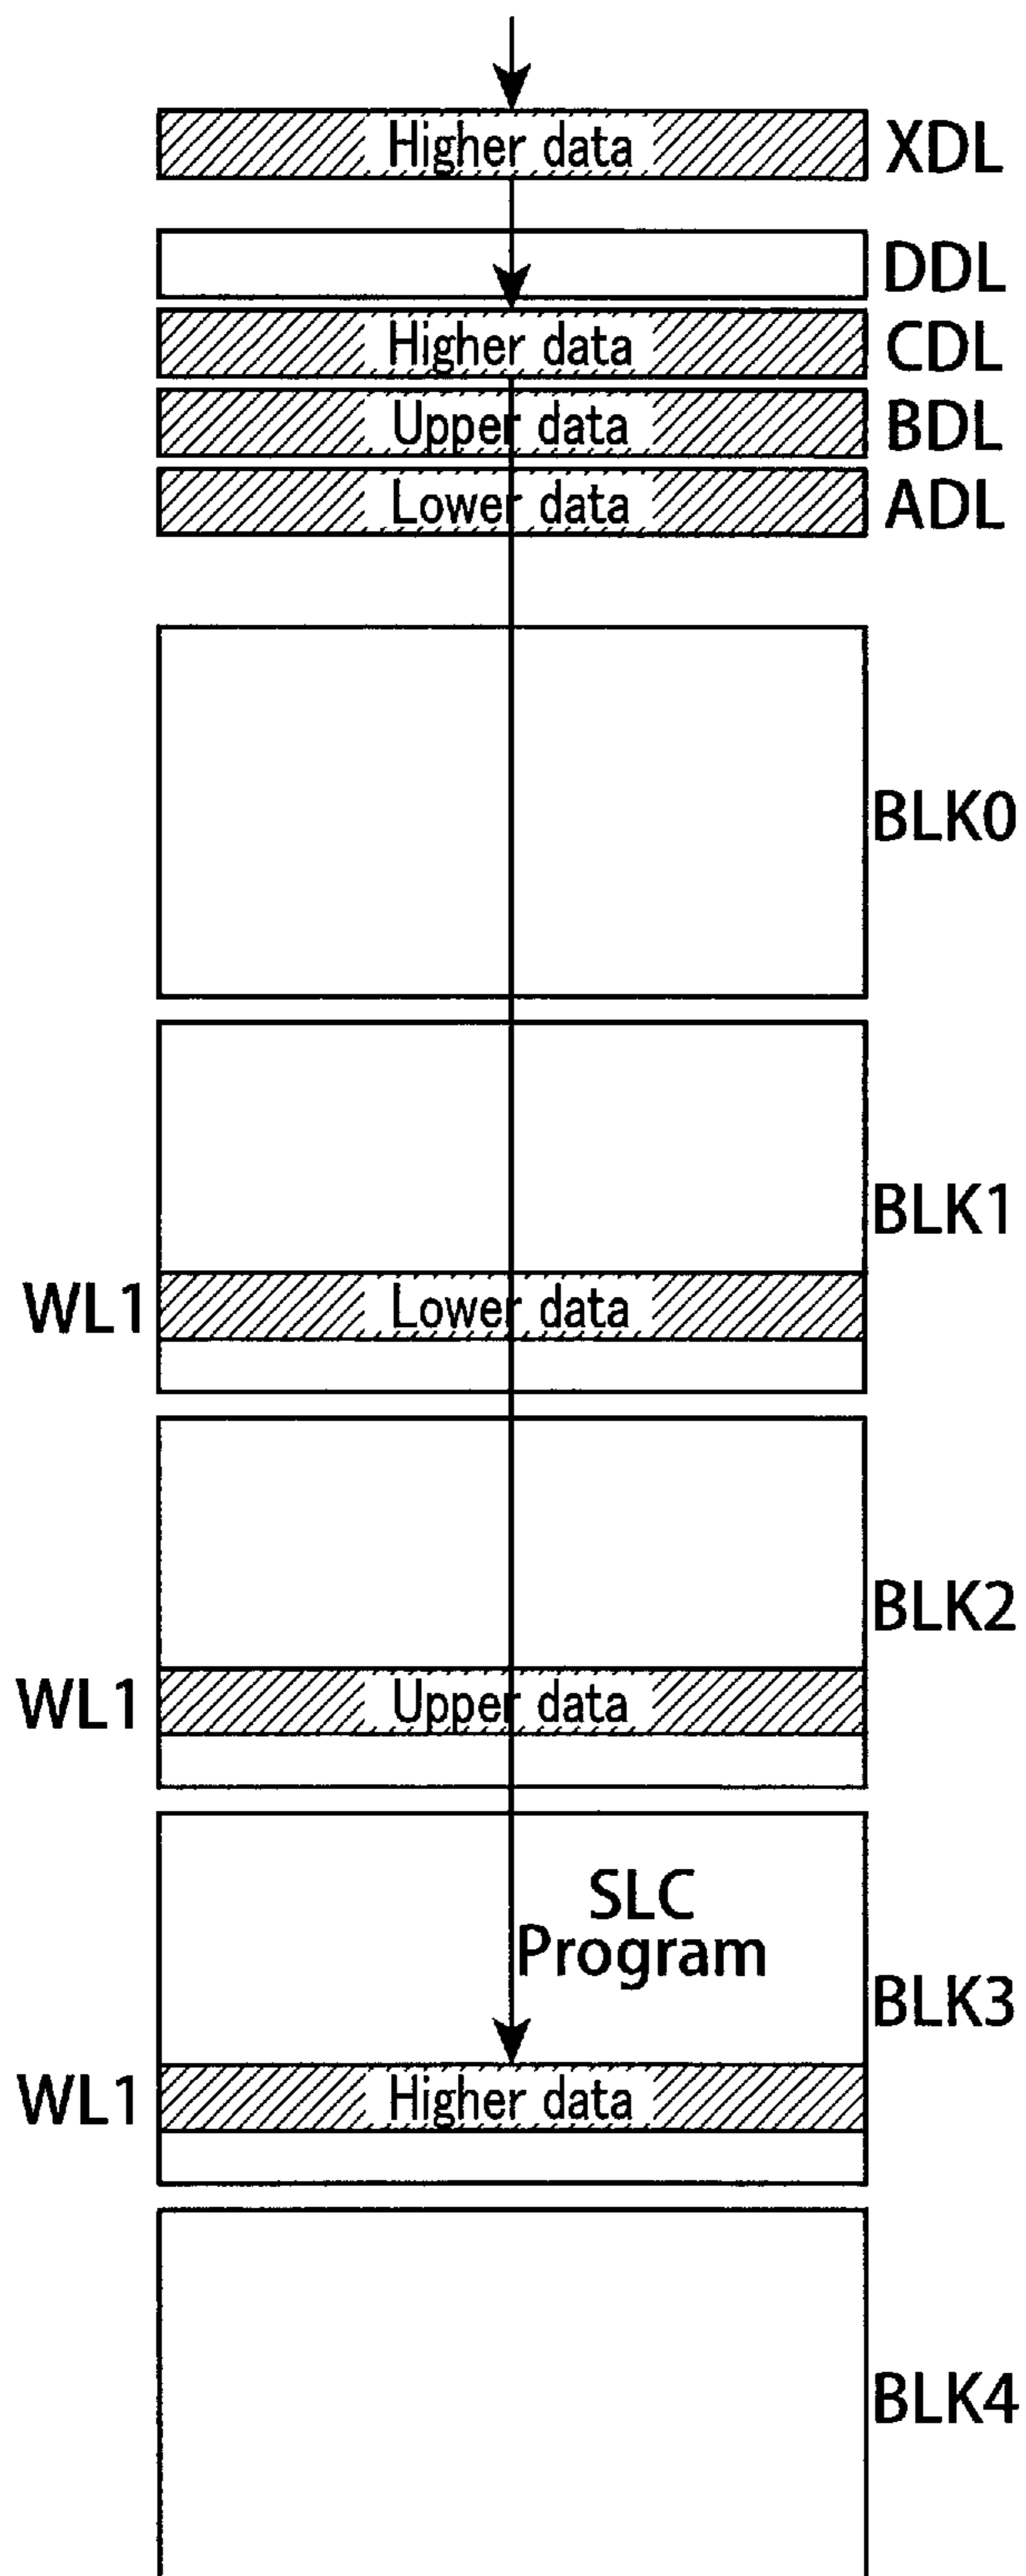 Higher data XDL
DDL
Higher data CDL
Upper data BDL
Lower data ADL
BLK0
BLK1
WL1 Lower data
BLK2
WL1 Upper data
SLC
Program
BLK3
WL1 Higher data
BLK4